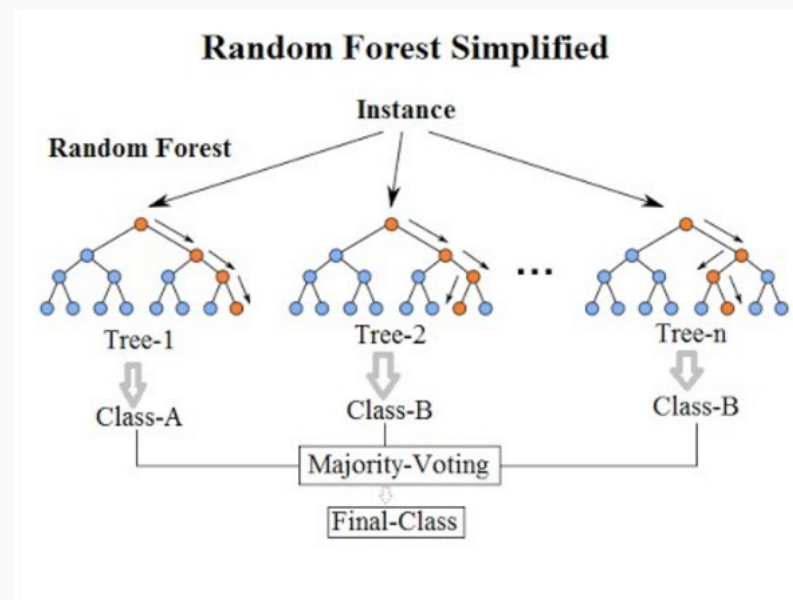 Random Forest Simplified
Instance
Random Forest
...
Tree-1
Tree-2
Tree-n
Class-A
Class-B
Class-B
Majority-Voting
Final-Class